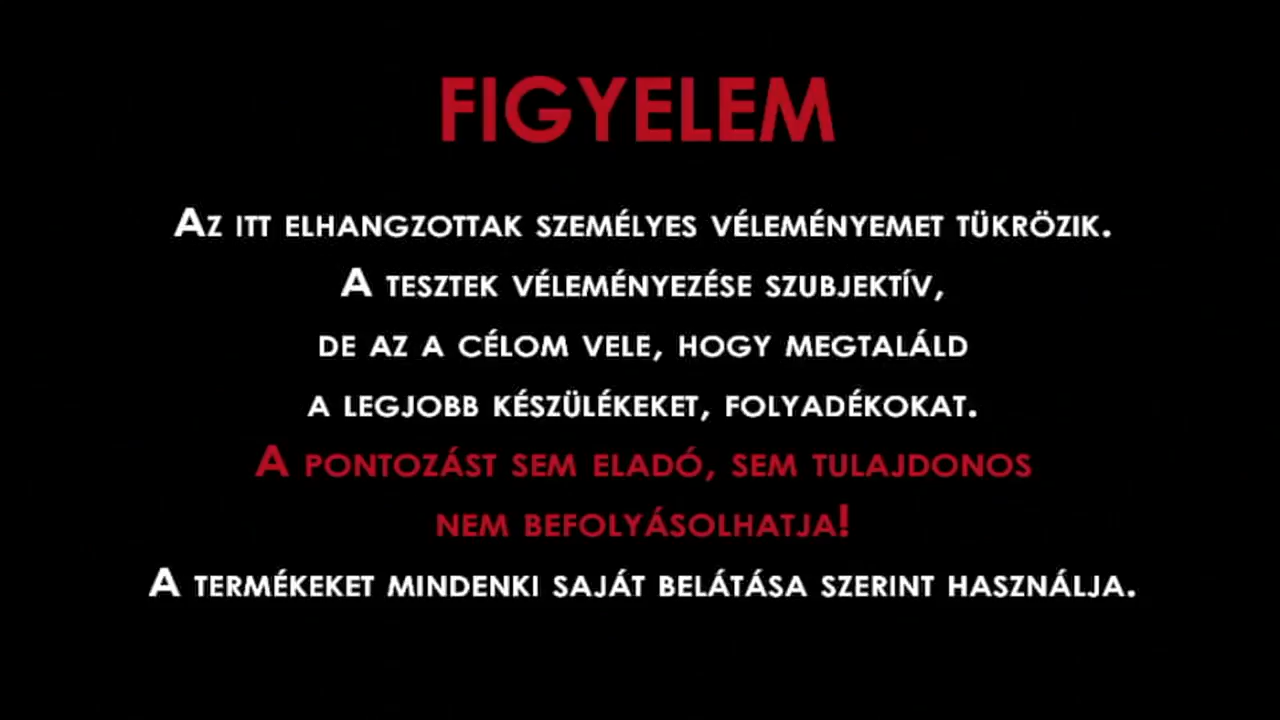 FIGYELEM
Az itt elhangzottak személyes véleményemet tükrözik.
A tesztek véleményezése szubjektív,
de az a célom vele, hogy megtaláld
a legjobb készülékeket, folyadékokat.
A pontozást sem eladó, sem tulajdonos
nem befolyásolhatja!
A termékeket mindenki saját belátása szerint használja.